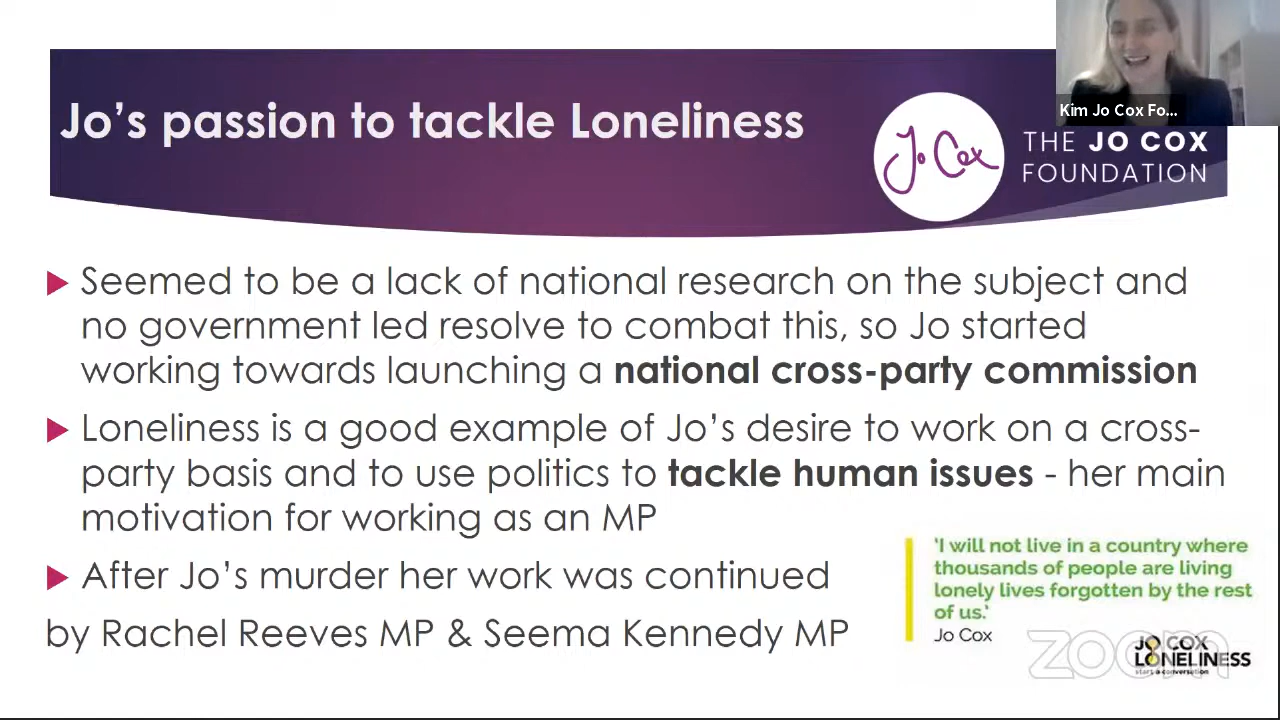 Jo's passion to tackle Loneliness
Jo Cox
THE JO COX
FOUNDATION
Kim Jo Cox Fo...
Seemed to be a lack of national research on the subject and
no government led resolve to combat this, so Jo started
working towards launching a national cross-party commission
Loneliness is a good example of Jo's desire to work on a cross-
party basis and to use politics to tackle human issues - her main
motivation for working as an MP
After Jo's murder her work was continued
by Rachel Reeves MP & Seema Kennedy MP
'I will not live in a country where
thousands of people are living
lonely lives forgotten by the rest
of us.'
Jo Cox
zoom
JO COX
LONELINESS
start a conversation